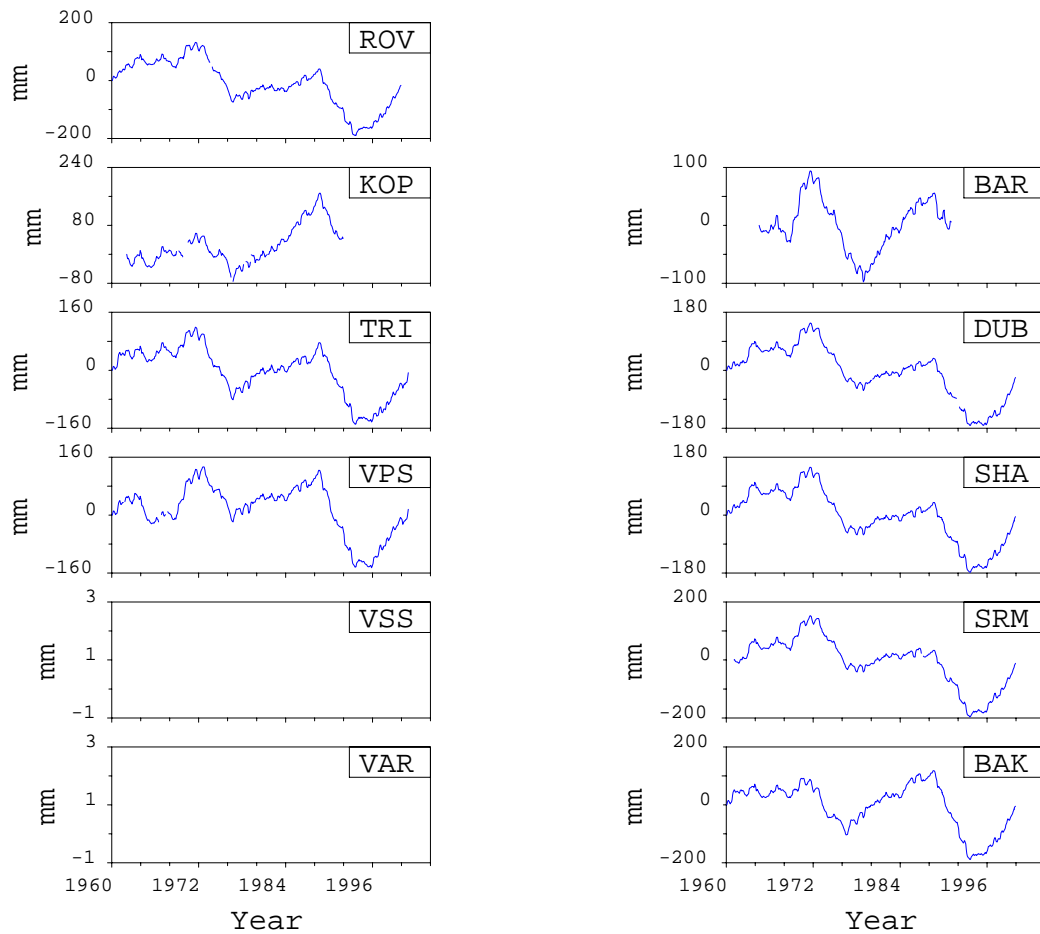 200
ROV
mm
0
-200
240
KOP
mm
80
-80
160
TRI
mm
0
-160
160
VPS
mm
0
-160
3
VSS
mm
1
-1
3
VAR
mm
1
-1
1960 1972 1984 1996
Year
100
BAR
mm
0
-100
180
DUB
mm
0
-180
180
SHA
mm
0
-180
200
SRM
mm
0
-200
200
BAK
mm
0
-200
1960 1972 1984 1996
Year